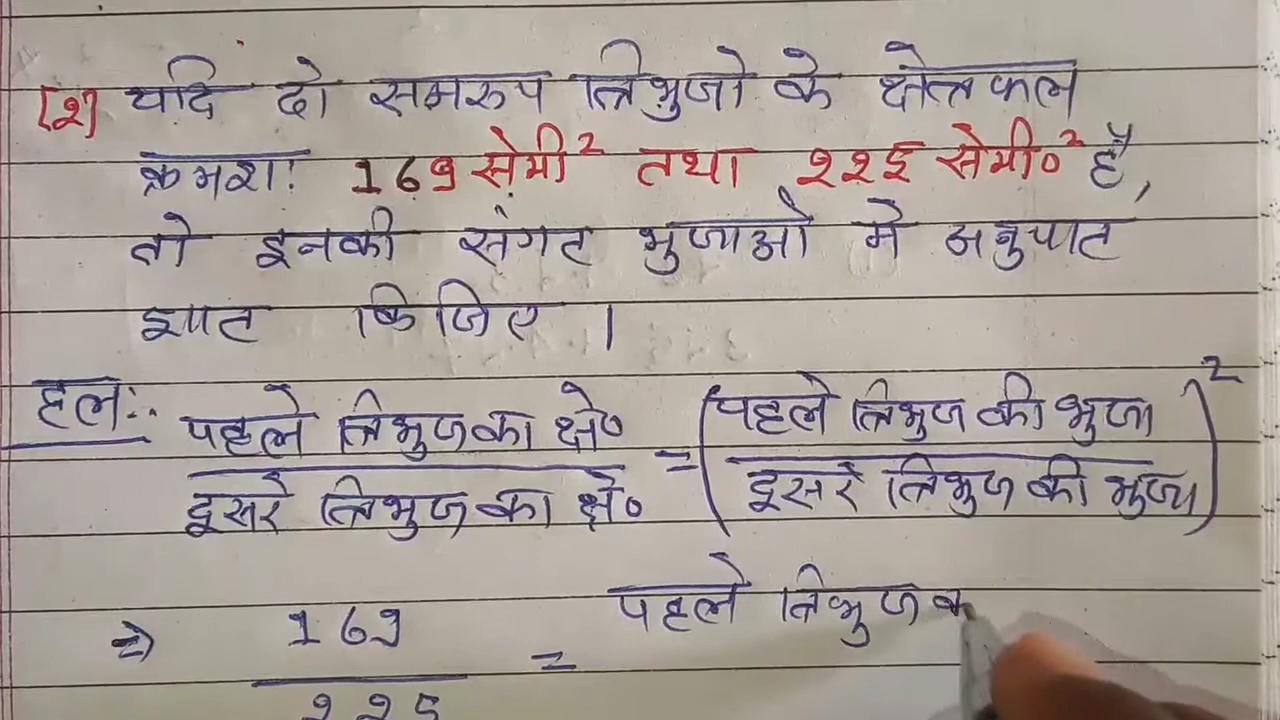 [2] यदि दो समरुप त्रिभुजो के क्षेत्रफल
क्रमशः 169 सेमी² तथा 225 सेमी०² है,
तो इनकी संगत भुजाओ मे अनुपात
ज्ञात किजिए ।
हलः- पहले त्रिभुज का क्षे० / दूसरे त्रिभुज का क्षे० = (पहले त्रिभुज की भुजा / दूसरे त्रिभुज की भुजा)²
⇒ 169 / 225 = पहले त्रिभुज क